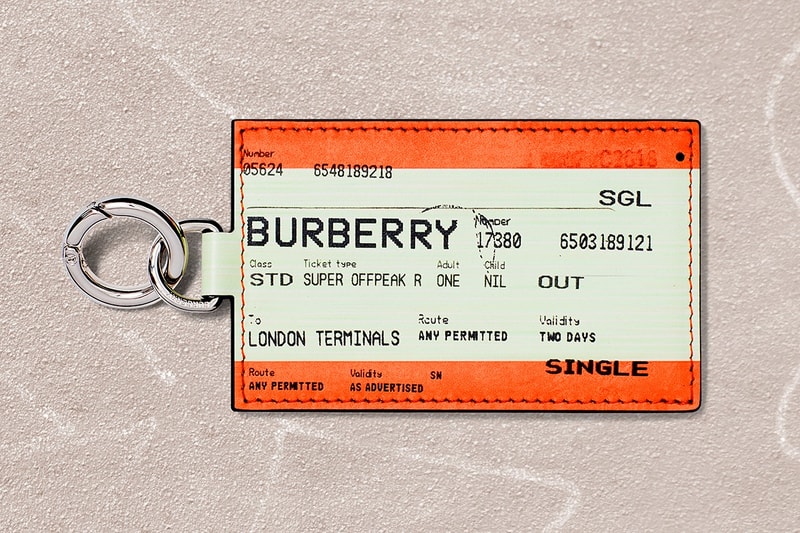 Number
05624 6548189218
SGL
BURBERRY
Number
17380 6503189121
Class Ticket type Adult Child
STD SUPER OFFPEAK R ONE NIL OUT
To Route Validity
LONDON TERMINALS ANY PERMITTED TWO DAYS
SINGLE
Route Validity SN
ANY PERMITTED AS ADVERTISED